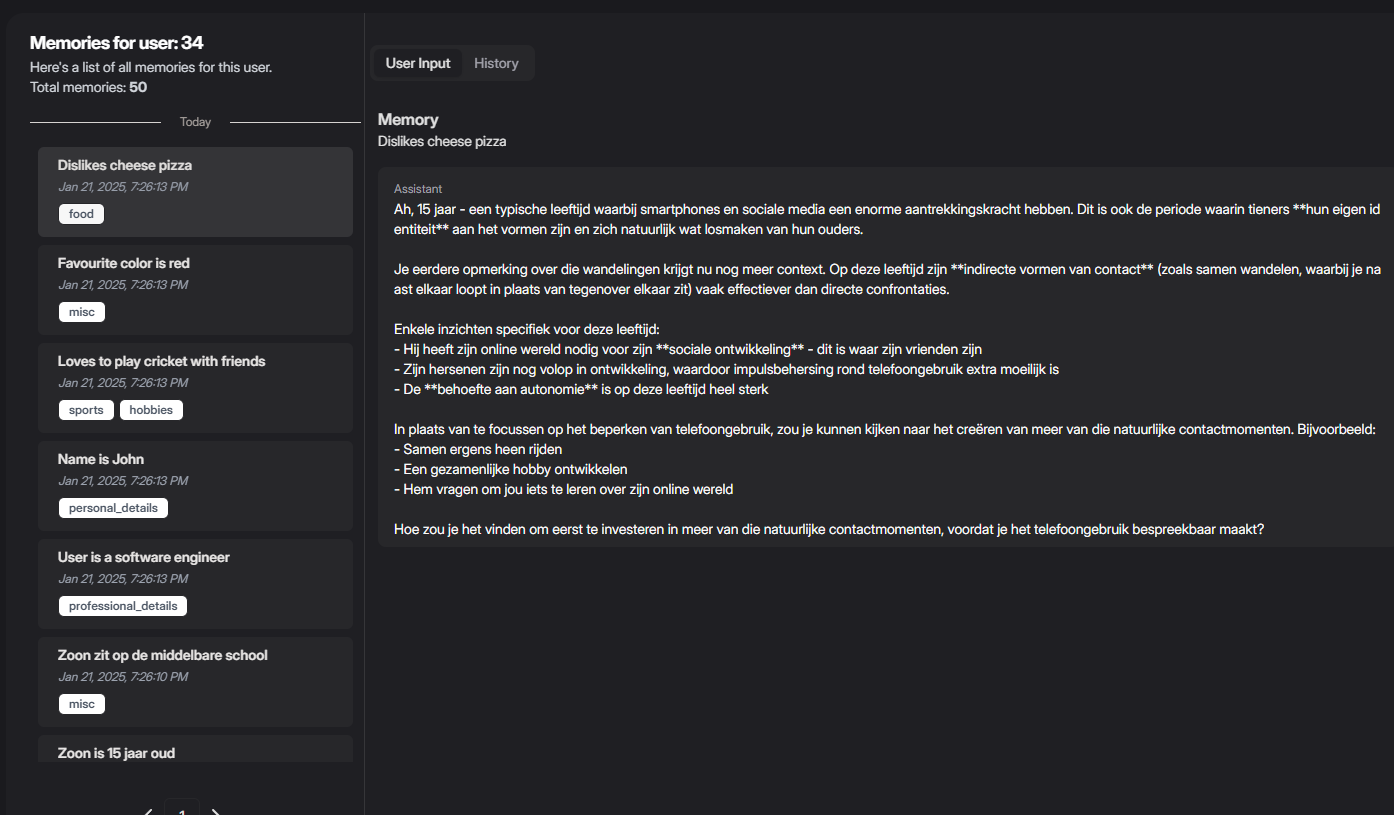 Memories for user: 34
Here's a list of all memories for this user.
Total memories: 50
Today
Dislikes cheese pizza
Jan 21, 2025, 7:26:13 PM
food
Favourite color is red
Jan 21, 2025, 7:26:13 PM
misc
Loves to play cricket with friends
Jan 21, 2025, 7:26:13 PM
sports hobbies
Name is John
Jan 21, 2025, 7:26:13 PM
personal_details
User is a software engineer
Jan 21, 2025, 7:26:13 PM
professional_details
Zoon zit op de middelbare school
Jan 21, 2025, 7:26:10 PM
misc
Zoon is 15 jaar oud
1
User Input History
Memory
Dislikes cheese pizza
Assistant
Ah, 15 jaar - een typische leeftijd waarbij smartphones en sociale media een enorme aantrekkingskracht hebben. Dit is ook de periode waarin tieners **hun eigen id
entiteit** aan het vormen zijn en zich natuurlijk wat losmaken van hun ouders.
Je eerdere opmerking over die wandelingen krijgt nu nog meer context. Op deze leeftijd zijn **indirecte vormen van contact** (zoals samen wandelen, waarbij je na
ast elkaar loopt in plaats van tegenover elkaar zit) vaak effectiever dan directe confrontaties.
Enkele inzichten specifiek voor deze leeftijd:
- Hij heeft zijn online wereld nodig voor zijn **sociale ontwikkeling** - dit is waar zijn vrienden zijn
- Zijn hersenen zijn nog volop in ontwikkeling, waardoor impulsbehersing rond telefoongebruik extra moeilijk is
- De **behoefte aan autonomie** is op deze leeftijd heel sterk
In plaats van te focussen op het beperken van telefoongebruik, zou je kunnen kijken naar het creëren van meer van die natuurlijke contactmomenten. Bijvoorbeeld:
- Samen ergens heen rijden
- Een gezamenlijke hobby ontwikkelen
- Hem vragen om jou iets te leren over zijn online wereld
Hoe zou je het vinden om eerst te investeren in meer van die natuurlijke contactmomenten, voordat je het telefoongebruik bespreekbaar maakt?